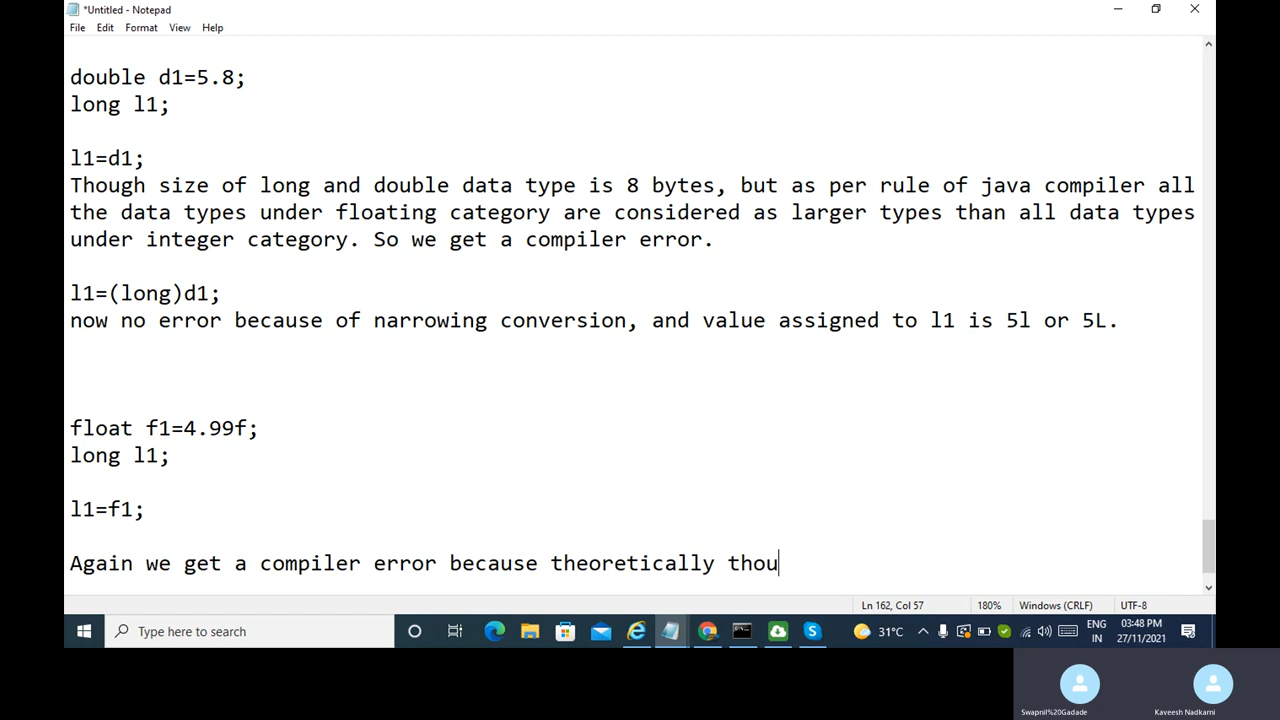 *Untitled - Notepad
File Edit Format View Help
double d1=5.8;
long l1;
l1=d1;
Though size of long and double data type is 8 bytes, but as per rule of java compiler all
the data types under floating category are considered as larger types than all data types
under integer category. So we get a compiler error.
l1=(long)d1;
now no error because of narrowing conversion, and value assigned to l1 is 5l or 5L.
float f1=4.99f;
long l1;
l1=f1;
Again we get a compiler error because theoretically thou
Ln 162, Col 57 180% Windows (CRLF) UTF-8
Type here to search
31°C
ENG
IN
03:48 PM
27/11/2021
Swapnil%20Gadade
Kaveesh Nadkarni